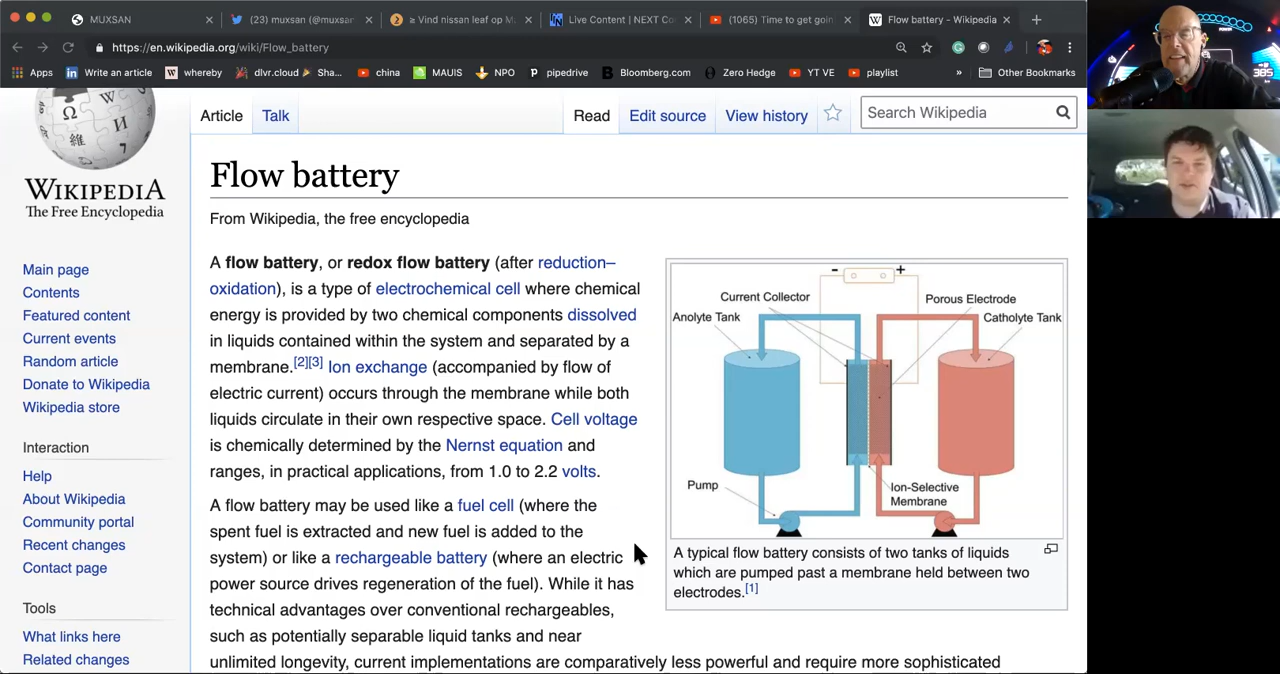 MUXSAN
(23) muxsan (@muxsan
≥ Vind nissan leaf op M
Live Content | NEXT Co
(1065) Time to get goin
Flow battery - Wikipedia
https://en.wikipedia.org/wiki/Flow_battery
Apps
Write an article
whereby
dlvr.cloud
Sha...
china
MAUIS
NPO
pipedrive
Bloomberg.com
Zero Hedge
YT VE
playlist
»
Other Bookmarks
385
WIKIPEDIA
The Free Encyclopedia
Main page
Contents
Featured content
Current events
Random article
Donate to Wikipedia
Wikipedia store
Interaction
Help
About Wikipedia
Community portal
Recent changes
Contact page
Tools
What links here
Related changes
Article
Talk
Read
Edit source
View history
Search Wikipedia
Flow battery
From Wikipedia, the free encyclopedia
A flow battery, or redox flow battery (after reduction–
oxidation), is a type of electrochemical cell where chemical
energy is provided by two chemical components dissolved
in liquids contained within the system and separated by a
membrane.[2][3] Ion exchange (accompanied by flow of
electric current) occurs through the membrane while both
liquids circulate in their own respective space. Cell voltage
is chemically determined by the Nernst equation and
ranges, in practical applications, from 1.0 to 2.2 volts.
A flow battery may be used like a fuel cell (where the
spent fuel is extracted and new fuel is added to the
system) or like a rechargeable battery (where an electric
power source drives regeneration of the fuel). While it has
technical advantages over conventional rechargeables,
such as potentially separable liquid tanks and near
unlimited longevity, current implementations are comparatively less powerful and require more sophisticated
- +
Current Collector
Porous Electrode
Anolyte Tank
Catholyte Tank
Pump
Ion-Selective
Membrane
A typical flow battery consists of two tanks of liquids
which are pumped past a membrane held between two
electrodes.[1]